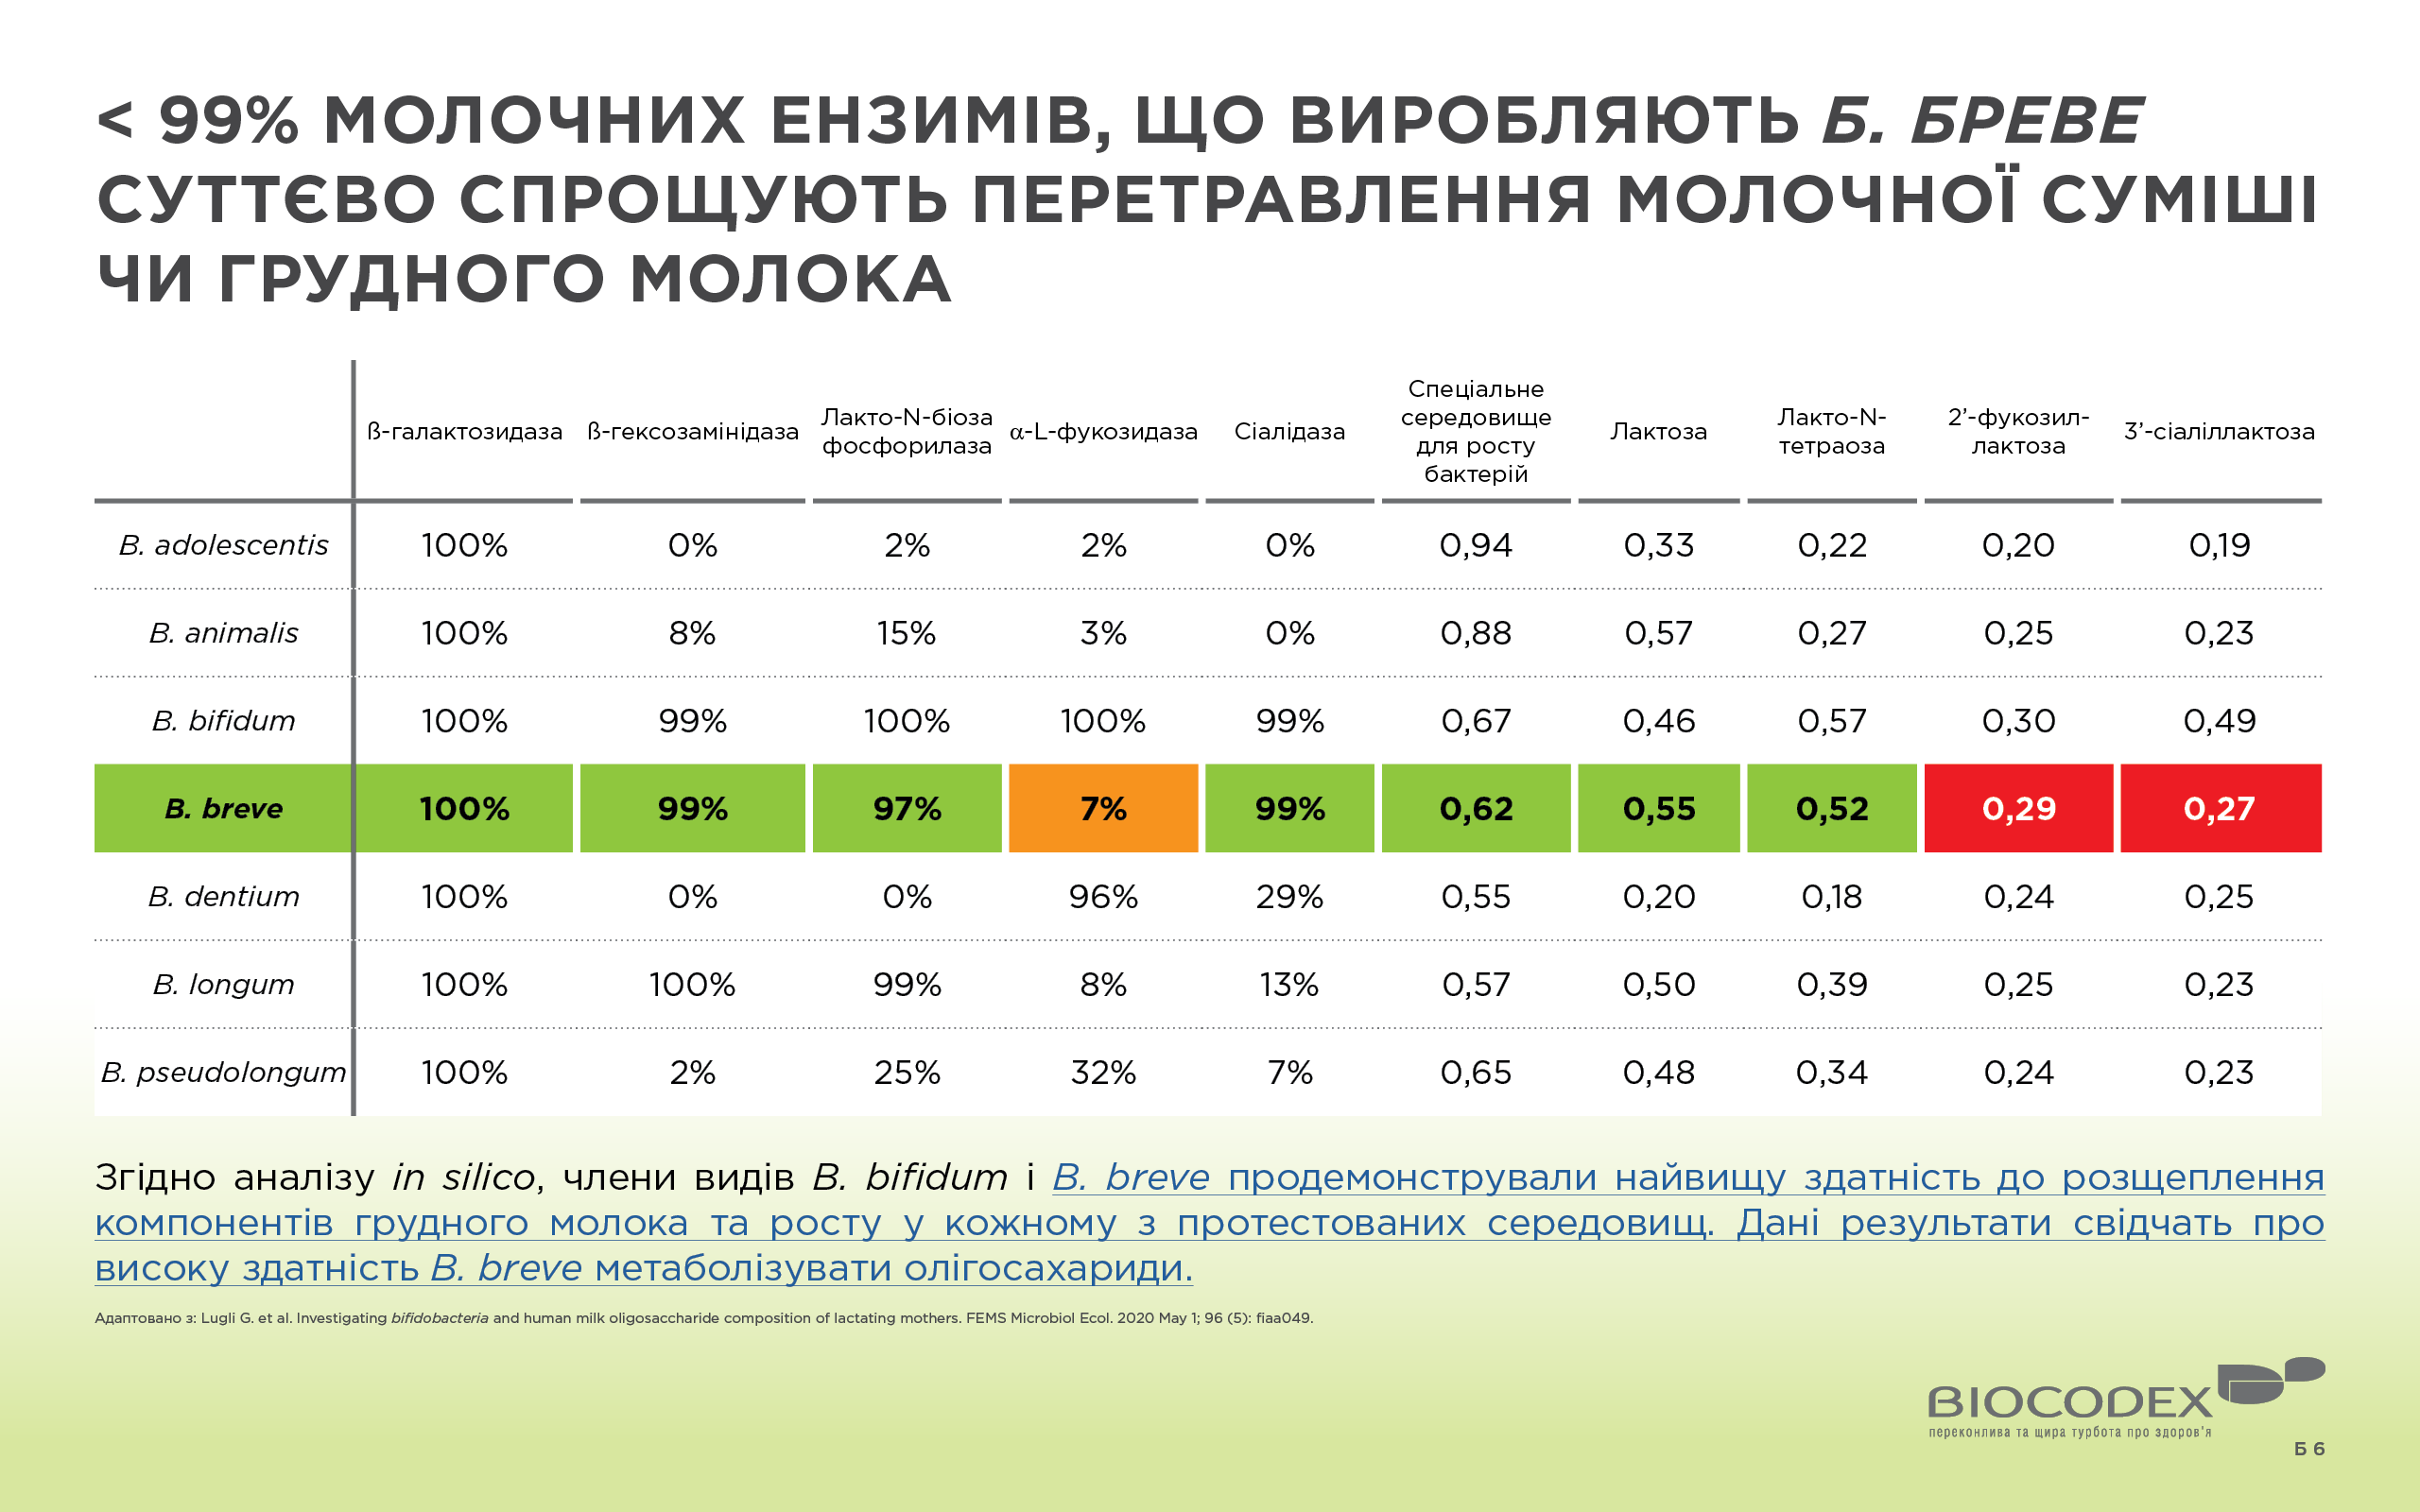 < 99% МОЛОЧНИХ ЕНЗИМІВ, ЩО ВИРОБЛЯЮТЬ Б. БРЕВЕ
СУТТЄВО СПРОЩУЮТЬ ПЕРЕТРАВЛЕННЯ МОЛОЧНОЇ СУМІШІ
ЧИ ГРУДНОГО МОЛОКА
ß-галактозидаза ß-гексозамінідаза Лакто-N-біоза фосфорилаза α-L-фукозидаза Сіалідаза Спеціальне середовище для росту бактерій Лактоза Лакто-N-тетраоза 2’-фукозил-лактоза 3’-сіаліллактоза
B. adolescentis 100% 0% 2% 2% 0% 0,94 0,33 0,22 0,20 0,19
B. animalis 100% 8% 15% 3% 0% 0,88 0,57 0,27 0,25 0,23
B. bifidum 100% 99% 100% 100% 99% 0,67 0,46 0,57 0,30 0,49
B. breve 100% 99% 97% 7% 99% 0,62 0,55 0,52 0,29 0,27
B. dentium 100% 0% 0% 96% 29% 0,55 0,20 0,18 0,24 0,25
B. longum 100% 100% 99% 8% 13% 0,57 0,50 0,39 0,25 0,23
B. pseudolongum 100% 2% 25% 32% 7% 0,65 0,48 0,34 0,24 0,23
Згідно аналізу in silico, члени видів B. bifidum і B. breve продемонстрували найвищу здатність до розщеплення
компонентів грудного молока та росту у кожному з протестованих середовищ. Дані результати свідчать про
високу здатність B. breve метаболізувати олігосахариди.
Адаптовано з: Lugli G. et al. Investigating bifidobacteria and human milk oligosaccharide composition of lactating mothers. FEMS Microbiol Ecol. 2020 May 1; 96 (5): fiaa049.
BIOCODEX
переконлива та щира турбота про здоров'я
Б 6